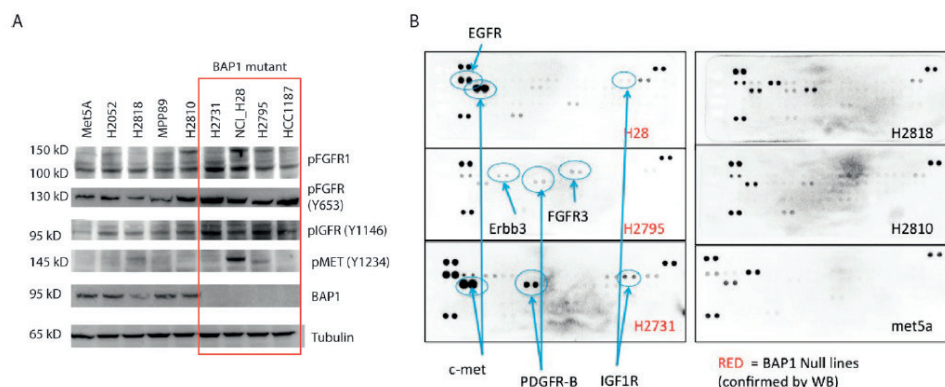 A
BAP1 mutant
Met5A
H2052
H2818
MPP89
H2810
H2731
NCI_H28
H2795
HCC1187
150 kD
pFGFR1
100 kD
130 kD
pFGFR
(Y653)
95 kD
pIGFR (Y1146)
145 kD
pMET (Y1234)
95 kD
BAP1
65 kD
Tubulin
B
EGFR
H28
Erbb3
FGFR3
H2795
H2731
c-met
PDGFR-B
IGF1R
H2818
H2810
met5a
RED = BAP1 Null lines
(confirmed by WB)